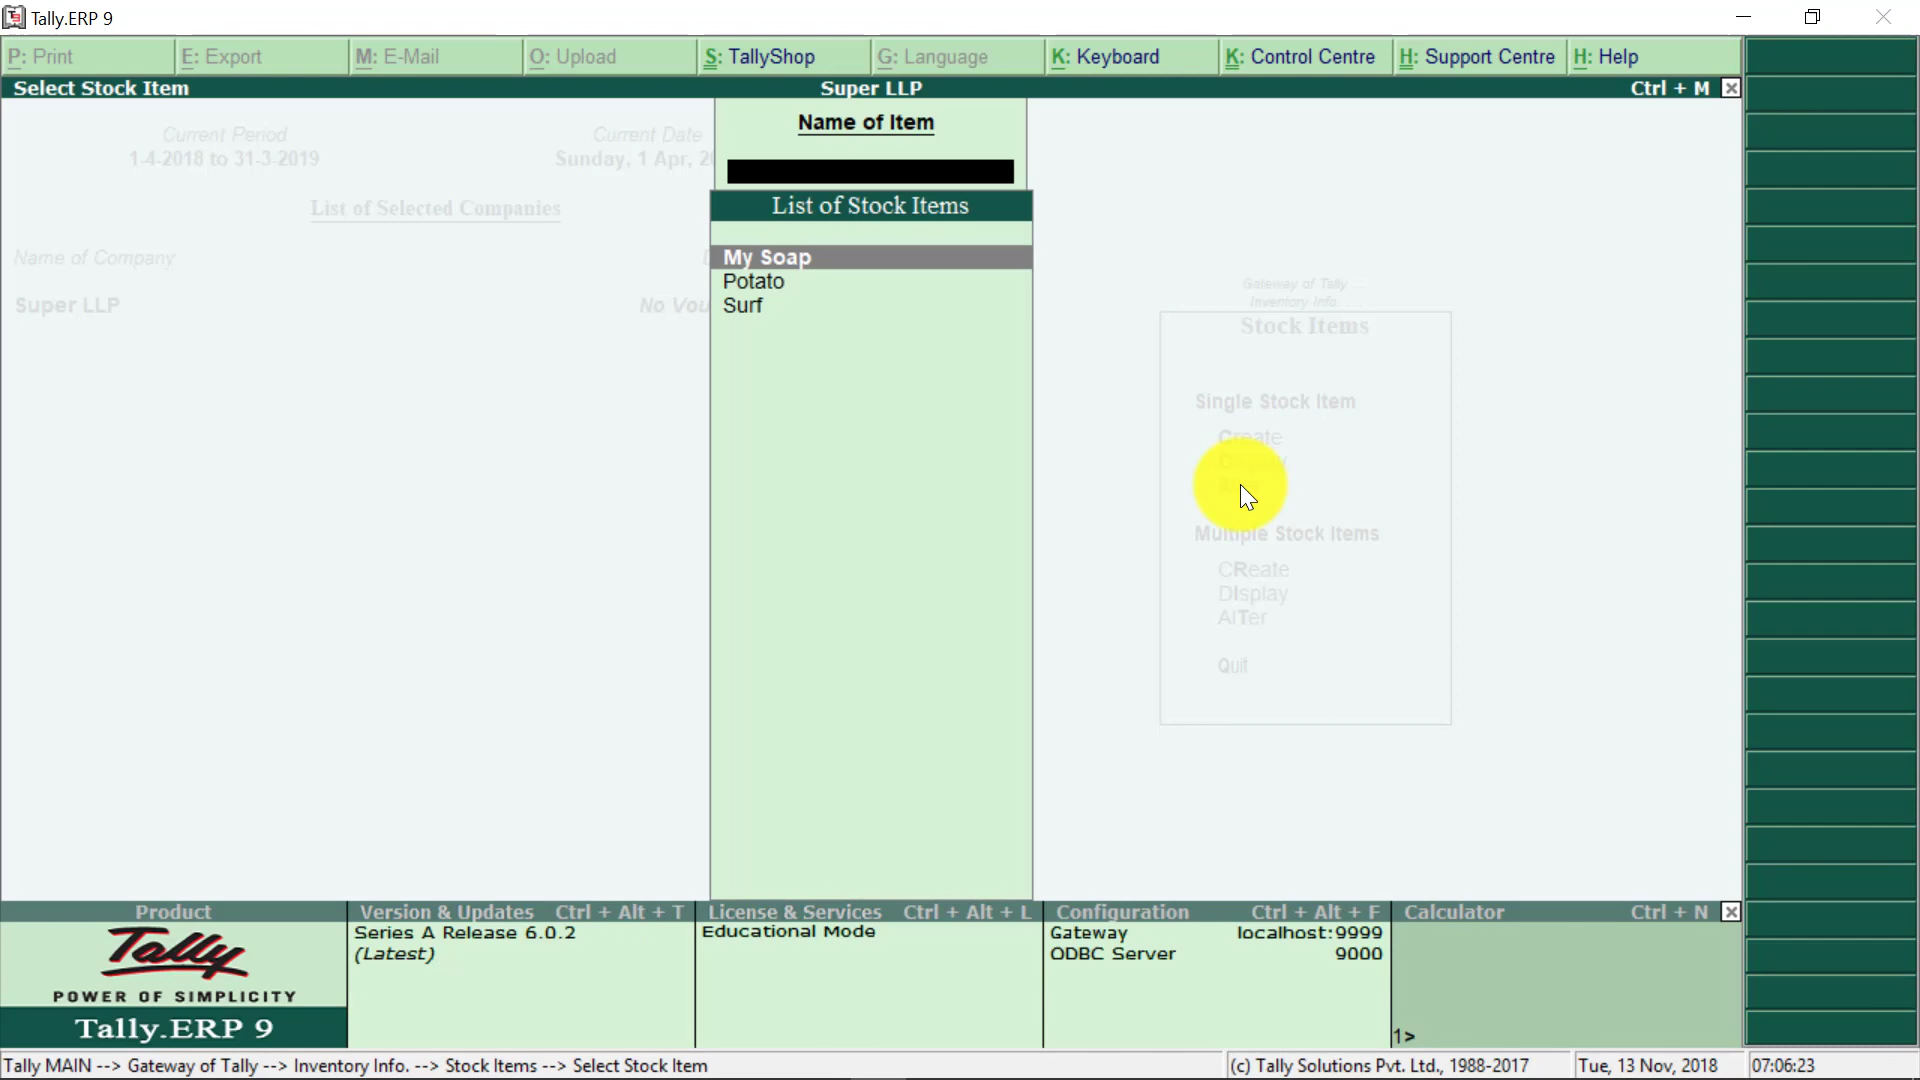 Tally.ERP 9
P: Print
E: Export
M: E-Mail
O: Upload
S: TallyShop
G: Language
K: Keyboard
K: Control Centre
H: Support Centre
H: Help
Select Stock Item
Super LLP
Ctrl + M
Current Period
1-4-2018 to 31-3-2019
Current Date
Sunday, 1 Apr,
List of Selected Companies
Name of Company
Super LLP
No Vou
Name of Item
List of Stock Items
My Soap
Potato
Surf
Gateway of Tally ...
Inventory Info. ...
Stock Items
Single Stock Item
Create
Multiple Stock Items
CReate
DIsplay
AlTer
Quit
Product
Tally
POWER OF SIMPLICITY
Tally.ERP 9
Version & Updates Ctrl + Alt + T
Series A Release 6.0.2
(Latest)
License & Services Ctrl + Alt + L
Educational Mode
Configuration Ctrl + Alt + F
Gateway localhost:9999
ODBC Server 9000
Calculator Ctrl + N
1>
Tally MAIN --> Gateway of Tally --> Inventory Info. --> Stock Items --> Select Stock Item
(c) Tally Solutions Pvt. Ltd., 1988-2017
Tue, 13 Nov, 2018
07:06:23